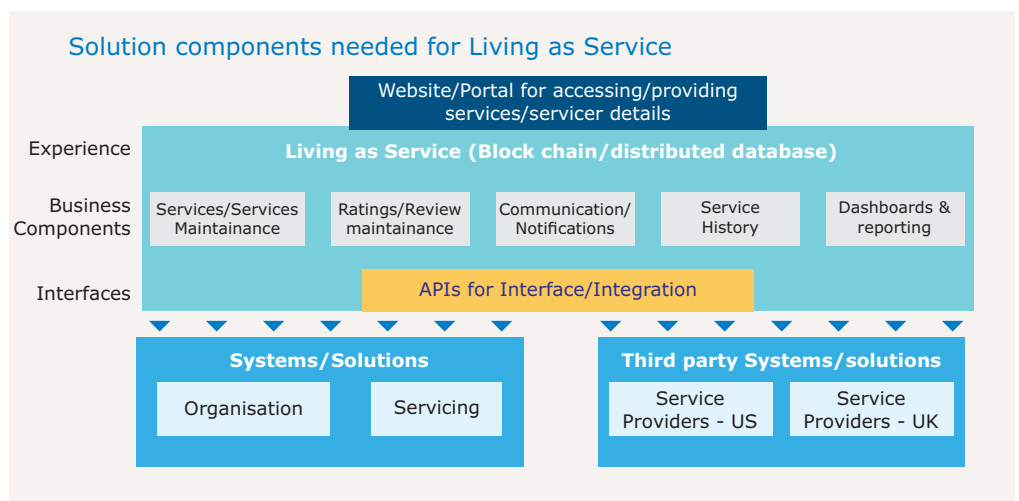 Solution components needed for Living as Service
Website/Portal for accessing/providing
services/servicer details
Experience
Living as Service (Block chain/distributed database)
Business
Components
Services/Services
Maintainance
Ratings/Review
maintainance
Communication/
Notifications
Service
History
Dashboards &
reporting
Interfaces
APIs for Interface/Integration
Systems/Solutions
Organisation
Servicing
Third party Systems/solutions
Service
Providers - US
Service
Providers - UK